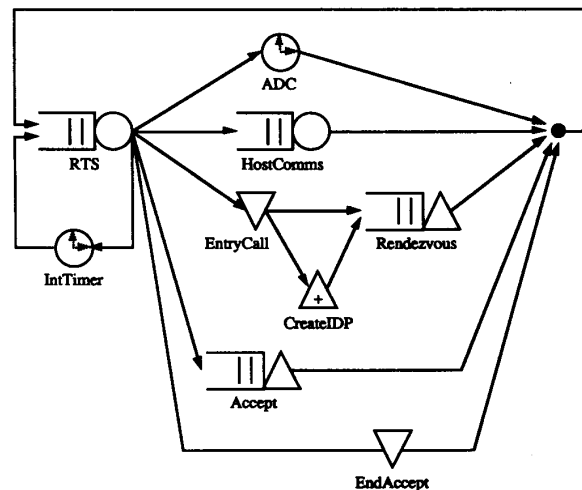 ADC
RTS
HostComms
EntryCall
Rendezvous
IntTimer
+
CreateIDP
Accept
EndAccept